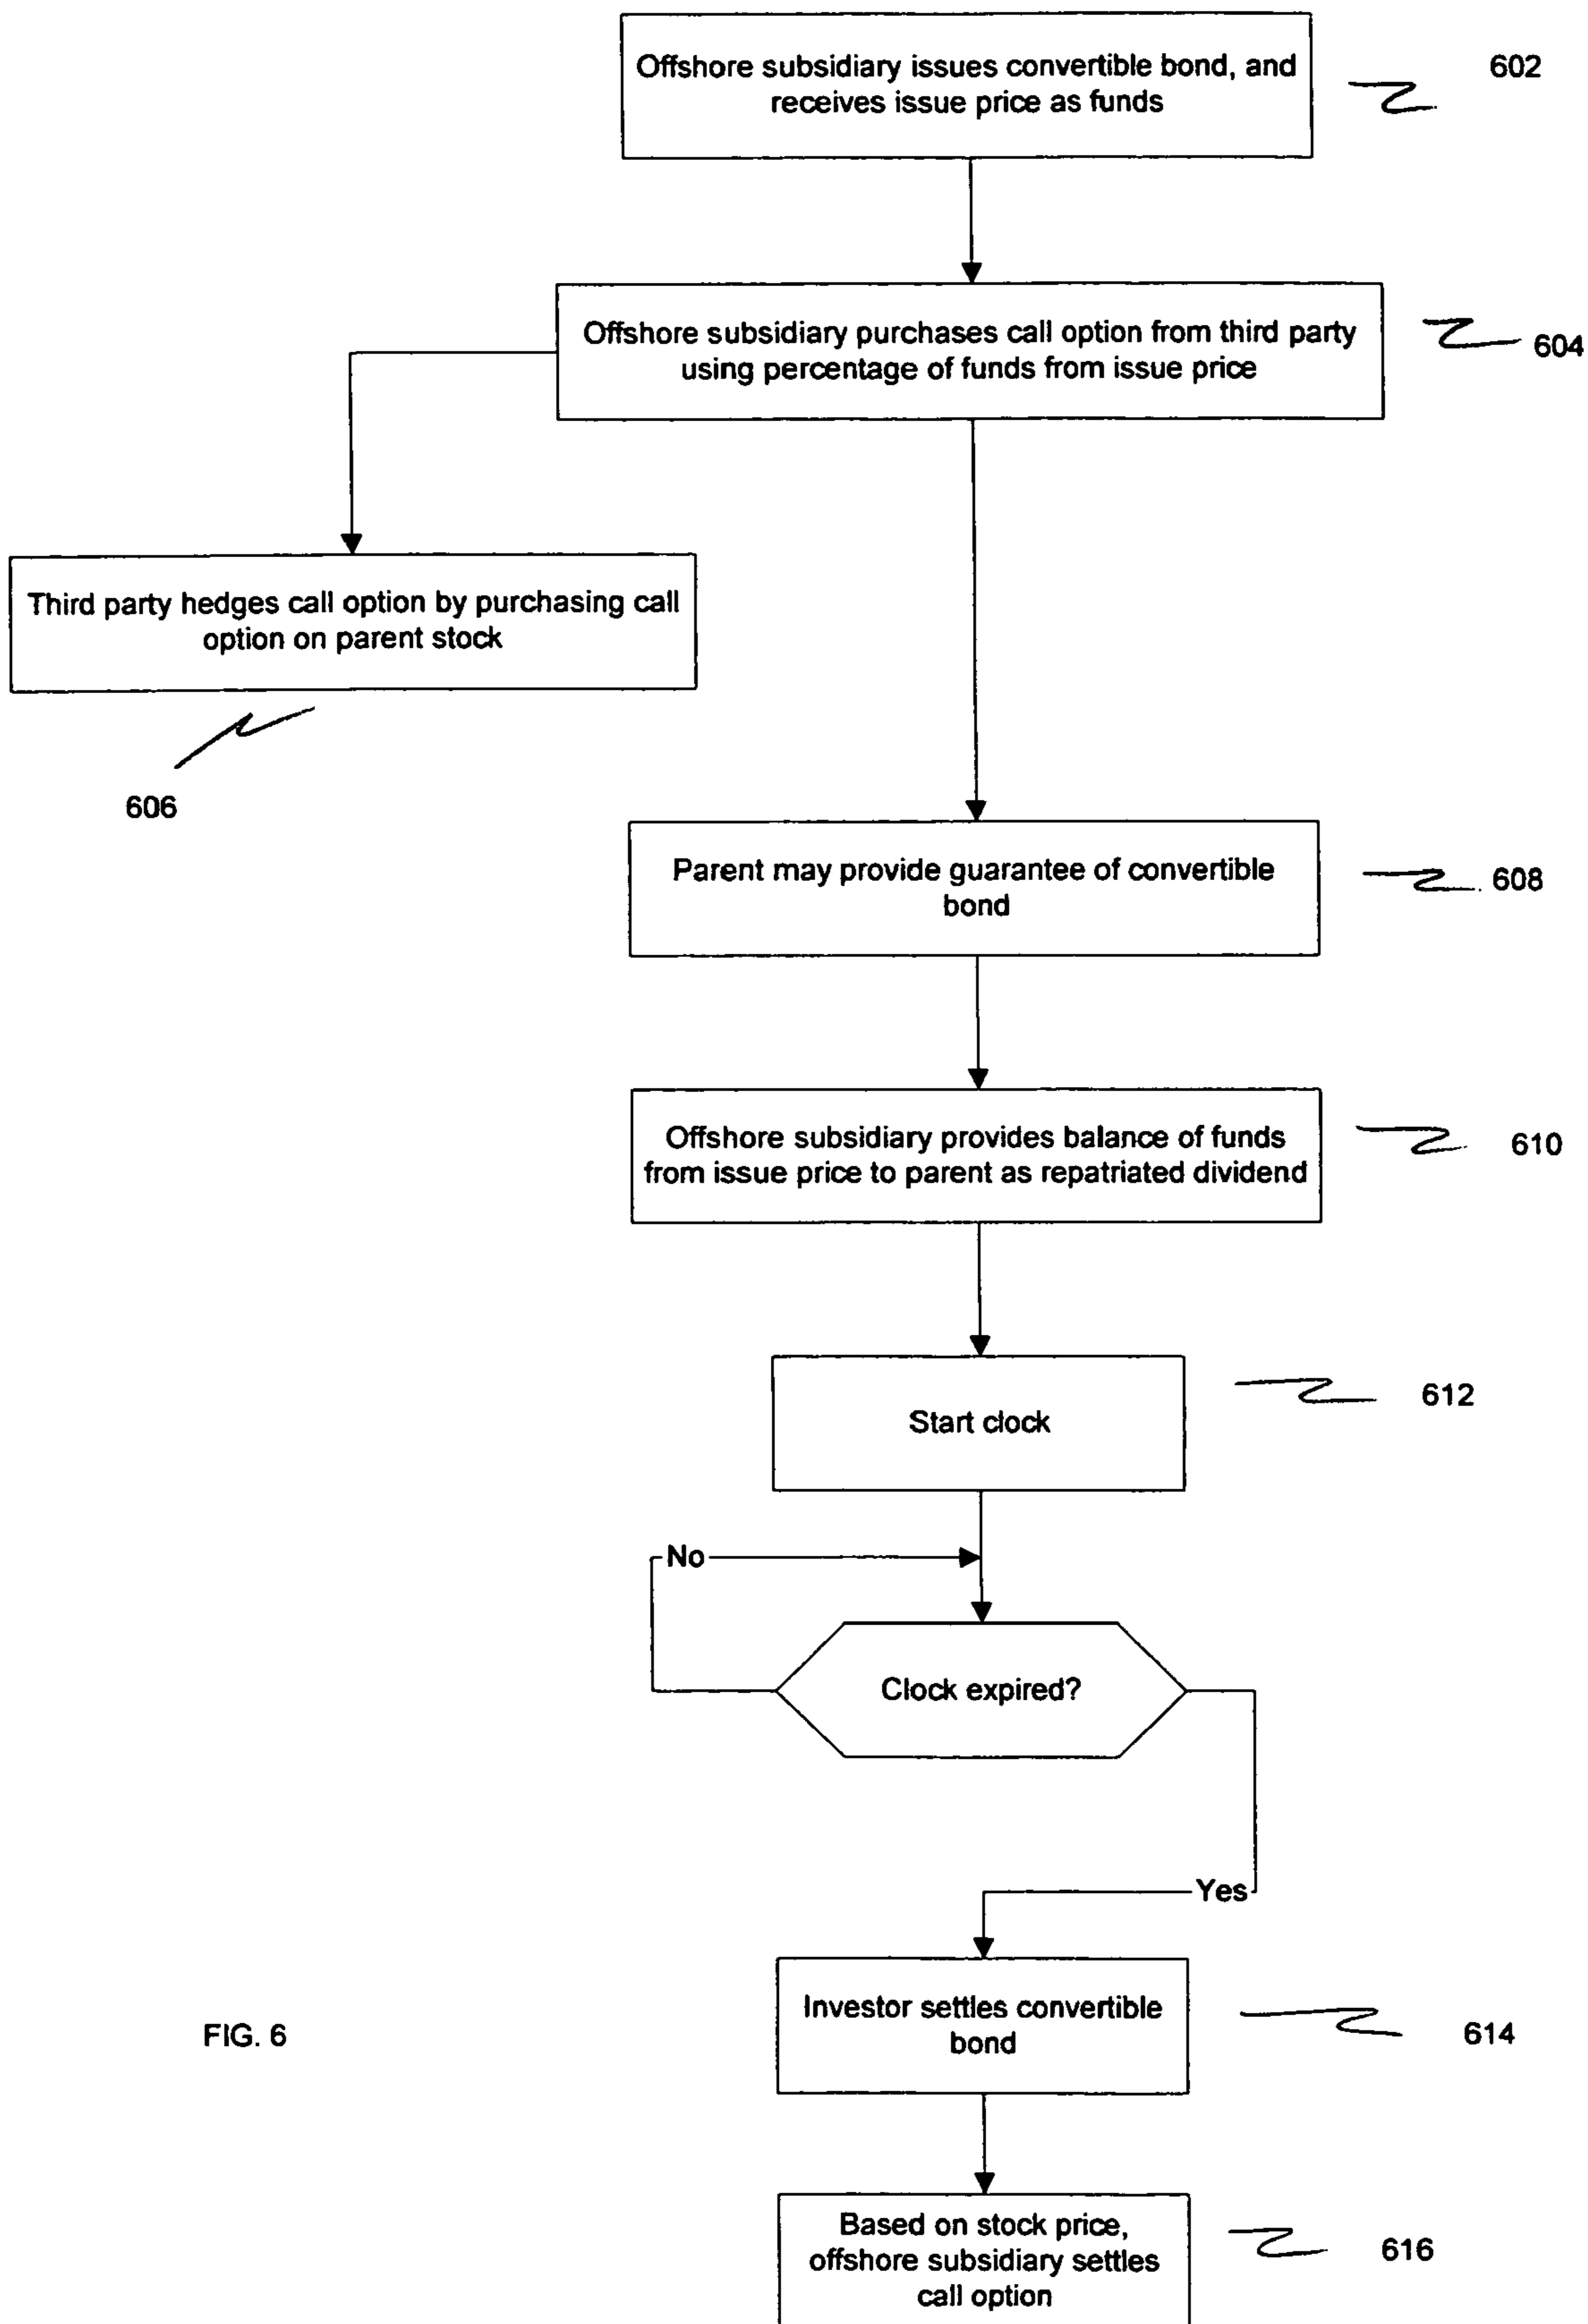 Offshore subsidiary issues convertible bond, and
receives issue price as funds
602
Offshore subsidiary purchases call option from third party
using percentage of funds from issue price
604
Third party hedges call option by purchasing call
option on parent stock
606
Parent may provide guarantee of convertible
bond
608
Offshore subsidiary provides balance of funds
from issue price to parent as repatriated dividend
610
Start clock
612
No
Clock expired?
Yes
Investor settles convertible
bond
614
FIG. 6
Based on stock price,
offshore subsidiary settles
call option
616